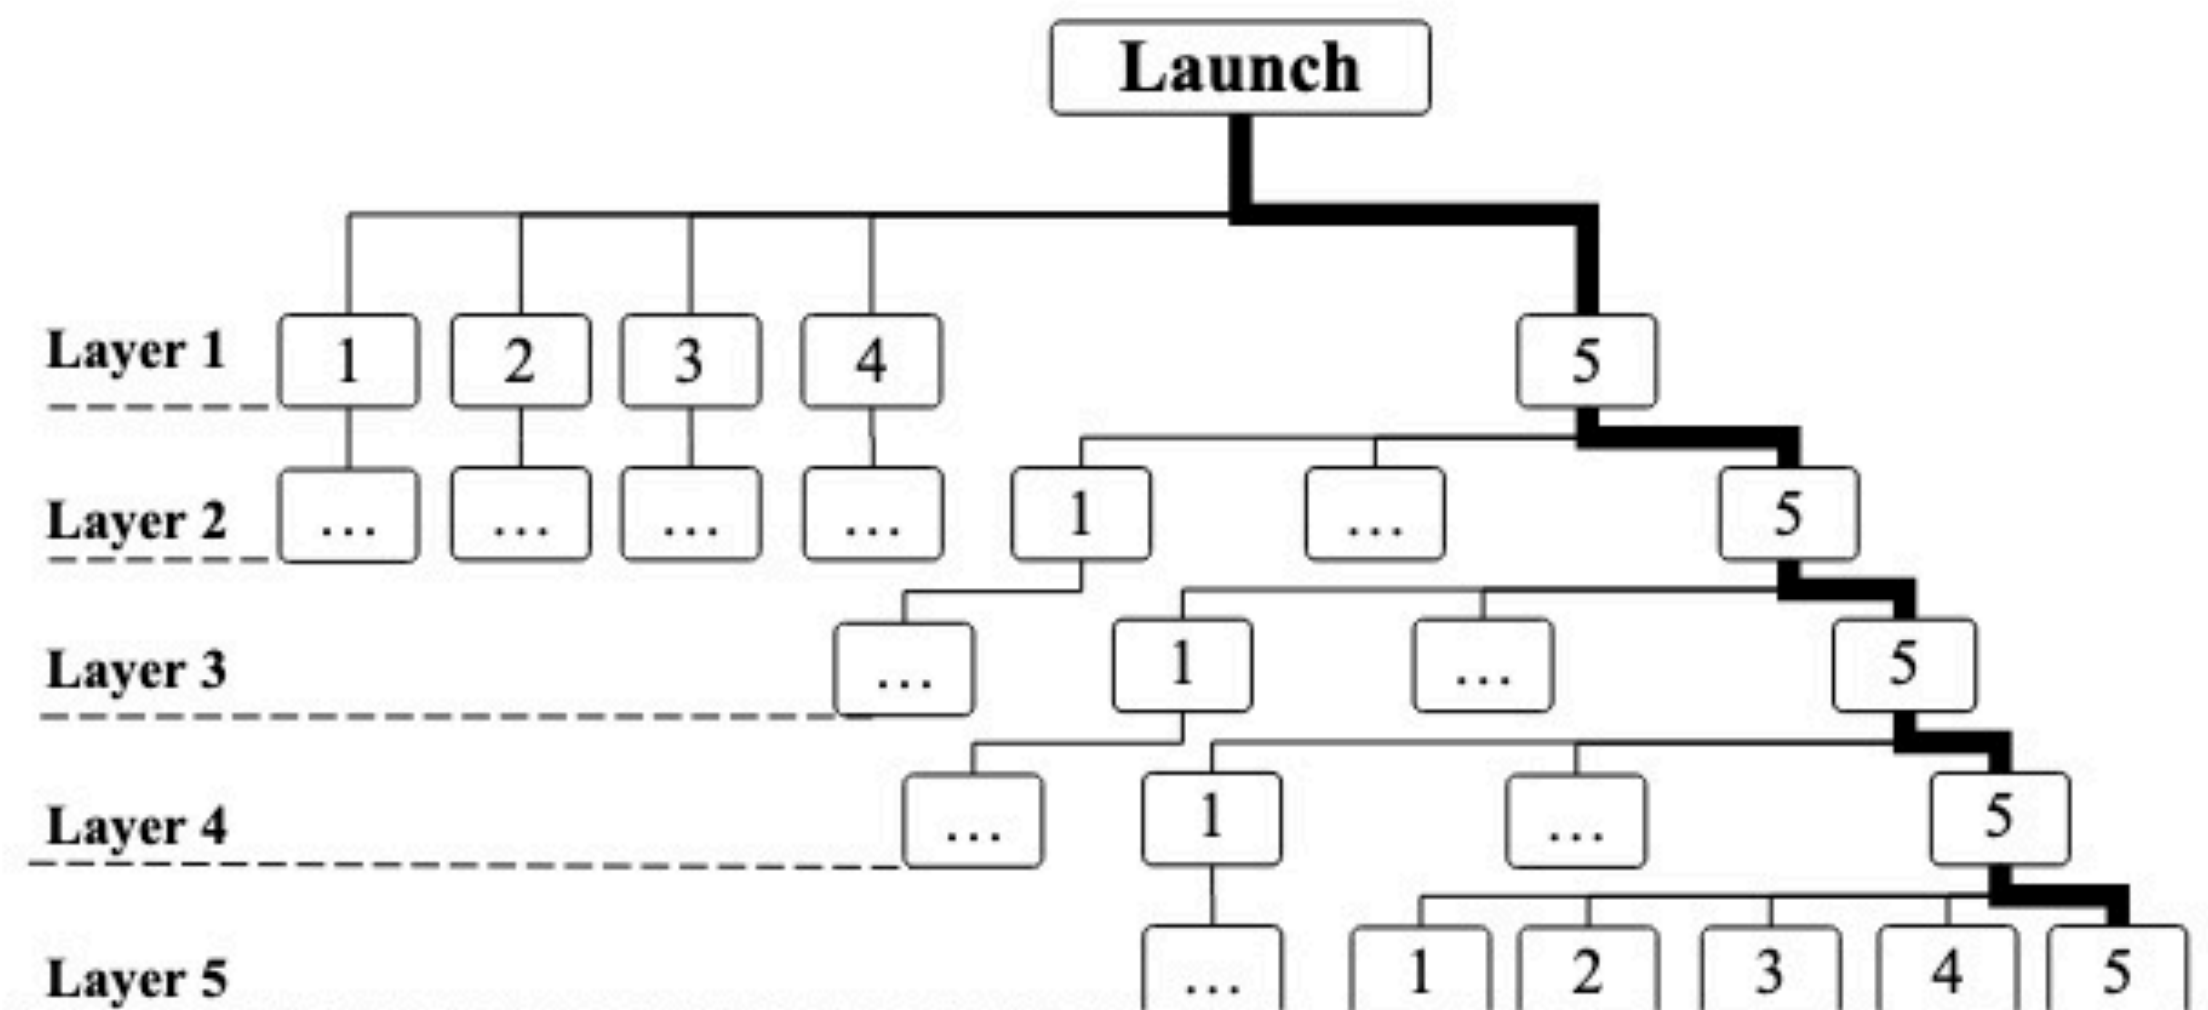 Launch
Layer 1 1 2 3 4 5
Layer 2 ... ... ... ... 1 ... 5
Layer 3 ... 1 ... 5
Layer 4 ... 1 ... 5
Layer 5 ... 1 2 3 4 5